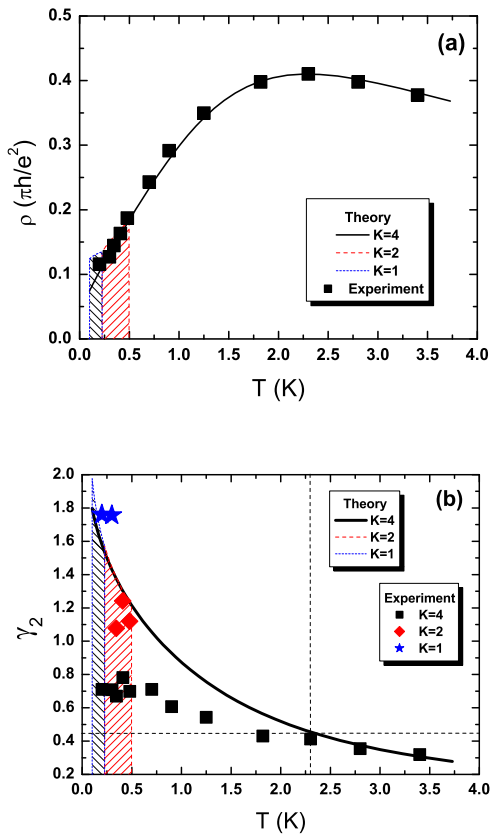 (a)
ρ (πh/e²)
0.5
0.4
0.3
0.2
0.1
0.0
0.0 0.5 1.0 1.5 2.0 2.5 3.0 3.5 4.0
T (K)
Theory
K=4
K=2
K=1
Experiment
(b)
γ₂
2.0
1.8
1.6
1.4
1.2
1.0
0.8
0.6
0.4
0.2
0.0 0.5 1.0 1.5 2.0 2.5 3.0 3.5 4.0
T (K)
Theory
K=4
K=2
K=1
Experiment
K=4
K=2
K=1